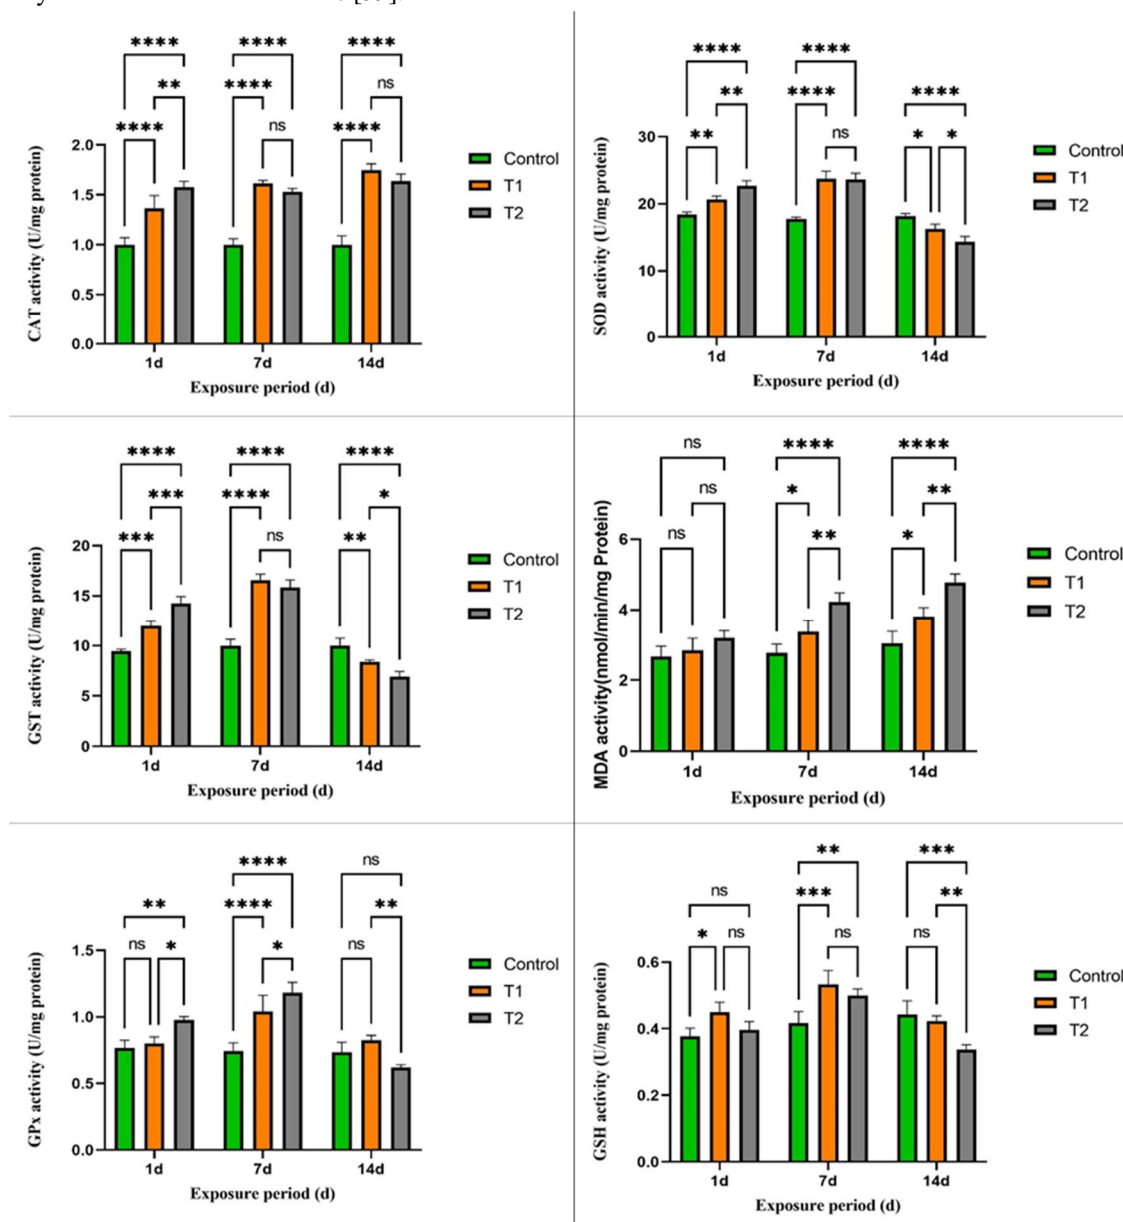 **** **** ****
** ns
**** **** ns ****
2.0
1.5
1.0
0.5
0.0
CAT activity (U/mg protein)
1d 7d 14d
Exposure period (d)
Control
T1
T2
**** ****
** **** ****
** ns * *
30
20
10
0
SOD activity (U/mg protein)
1d 7d 14d
Exposure period (d)
Control
T1
T2
**** **** ****
*** **** *
*** ns **
20
15
10
5
0
GST activity (U/mg protein)
1d 7d 14d
Exposure period (d)
Control
T1
T2
ns **** ****
ns * **
ns ** *
6
4
2
0
MDA activity(nmol/min/mg Protein)
1d 7d 14d
Exposure period (d)
Control
T1
T2
**** ns
** **** **
ns * * ns
1.5
1.0
0.5
0.0
GPx activity (U/mg protein)
1d 7d 14d
Exposure period (d)
Control
T1
T2
** ***
ns *** **
* ns ns ns
0.6
0.4
0.2
0.0
GSH activity (U/mg protein)
1d 7d 14d
Exposure period (d)
Control
T1
T2